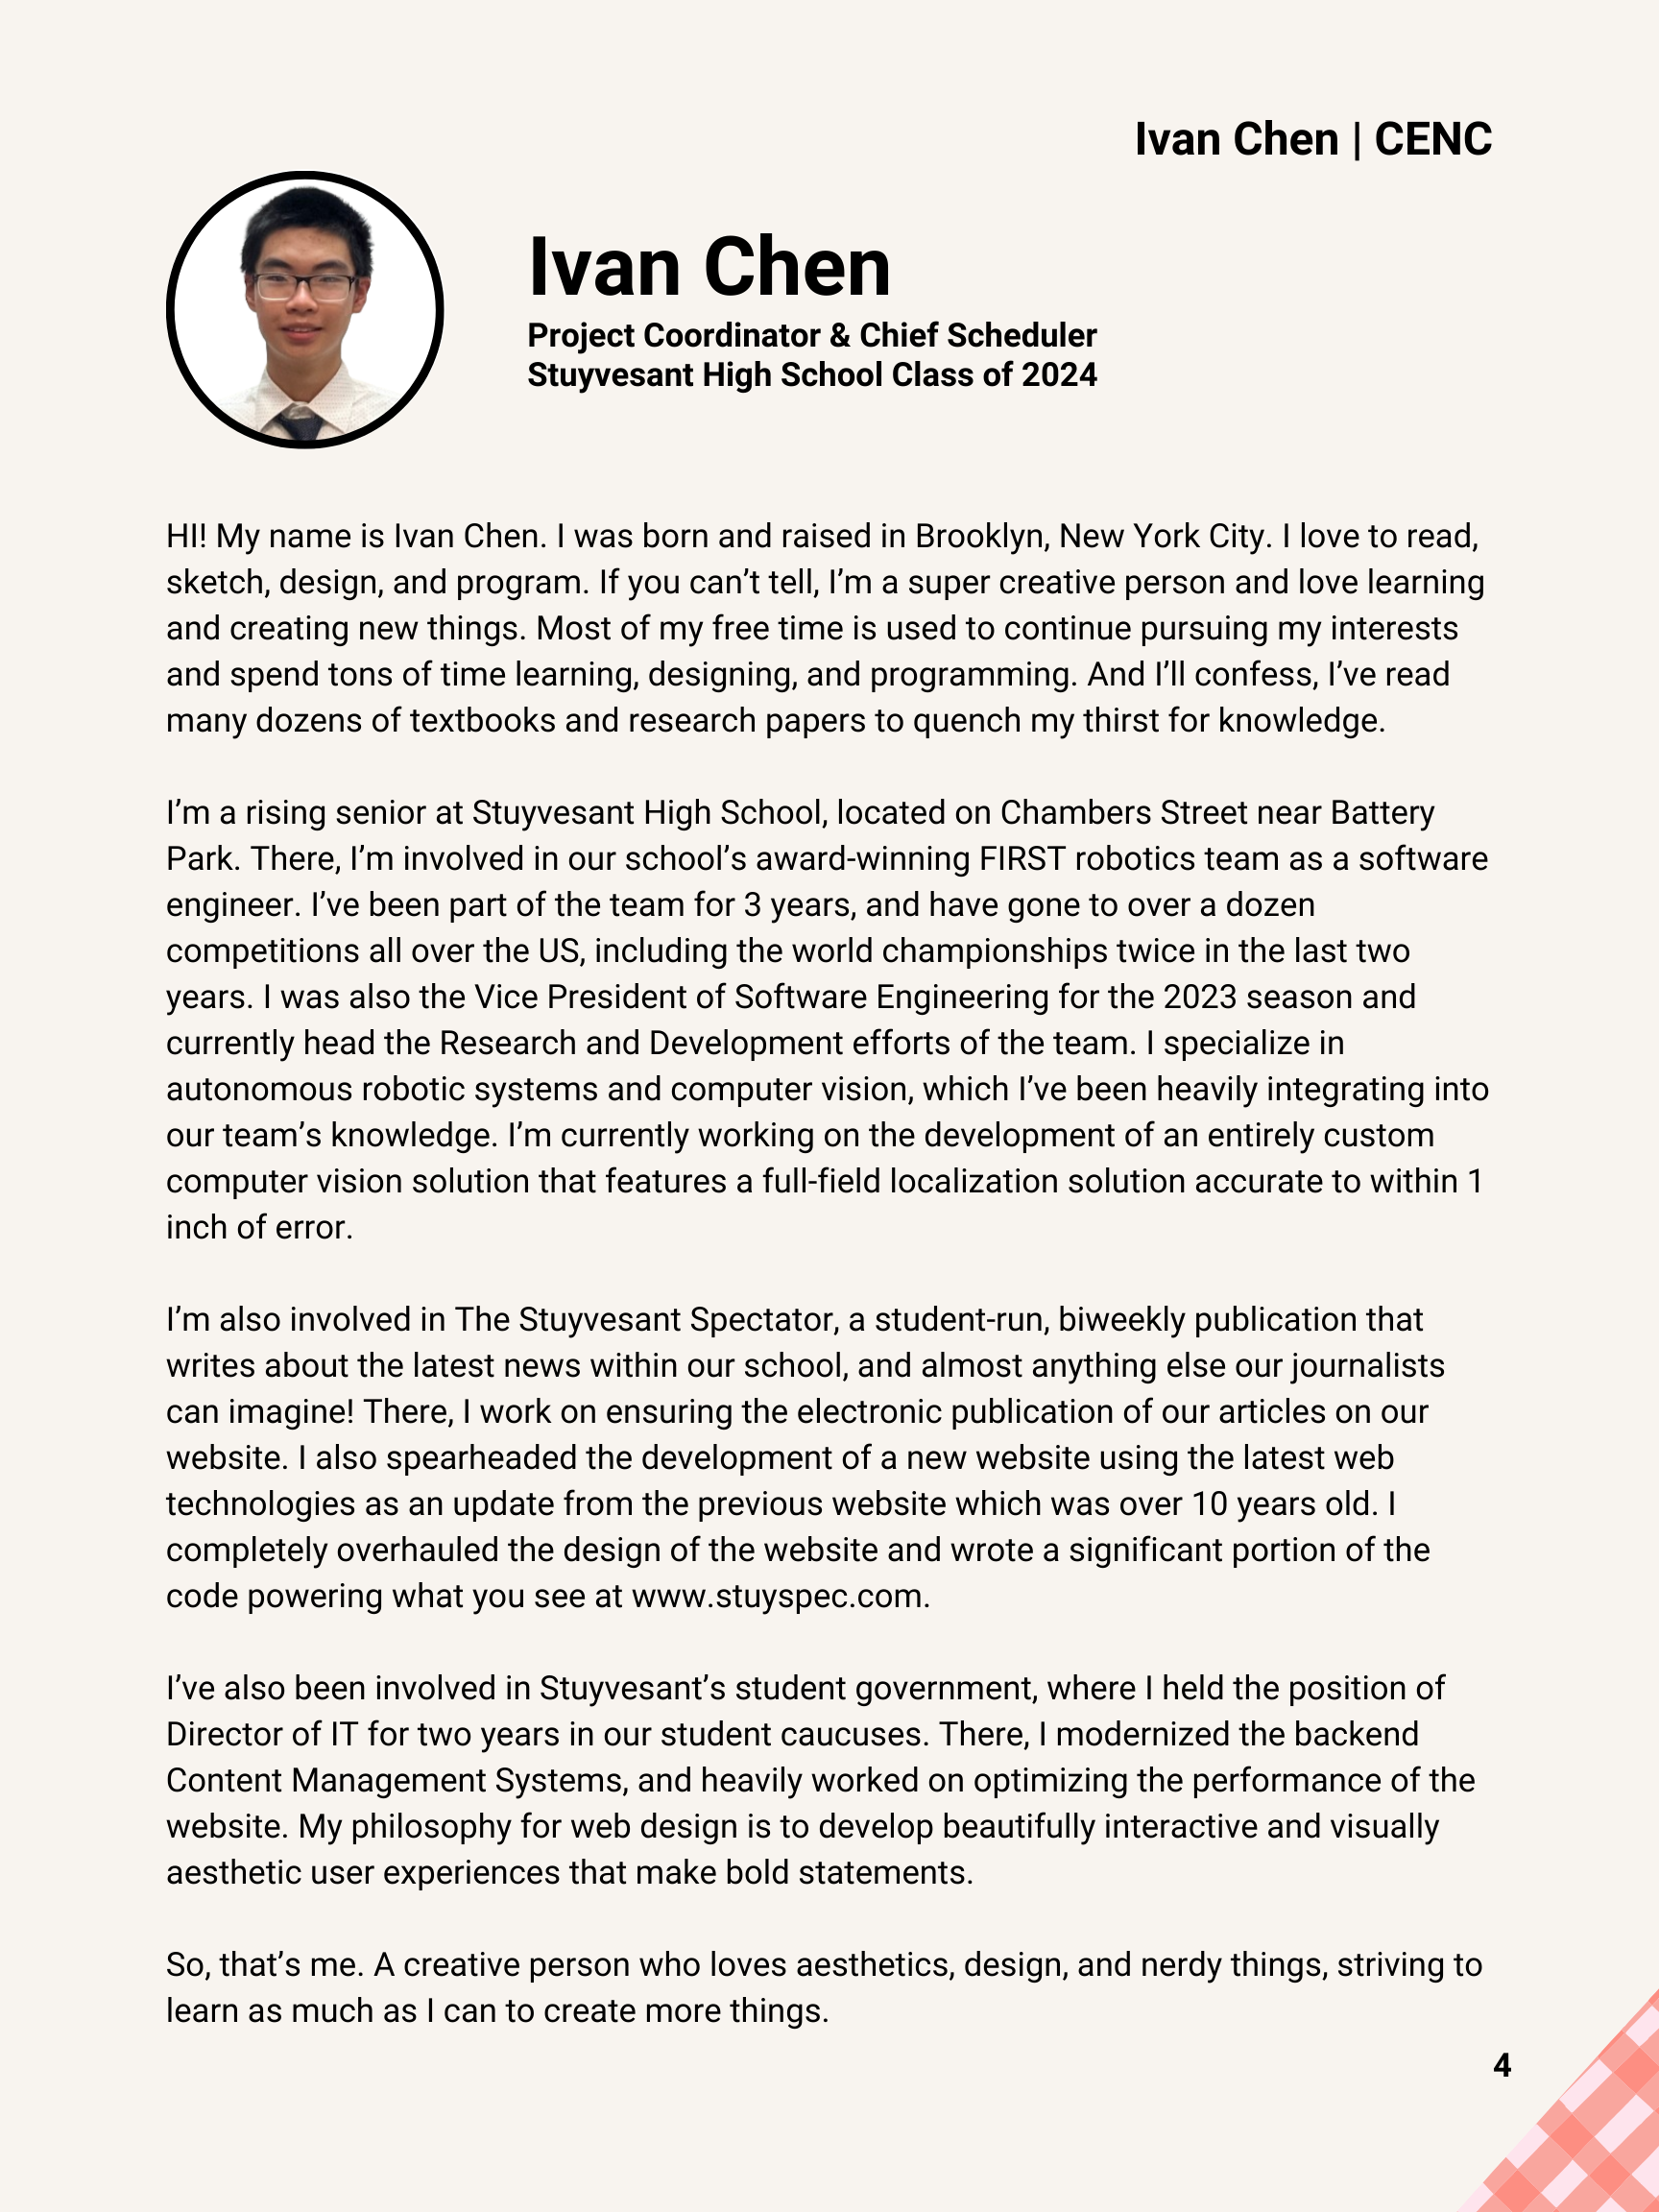 Ivan Chen | CENC
Ivan Chen
Project Coordinator & Chief Scheduler
Stuyvesant High School Class of 2024
HI! My name is Ivan Chen. I was born and raised in Brooklyn, New York City. I love to read,
sketch, design, and program. If you can’t tell, I’m a super creative person and love learning
and creating new things. Most of my free time is used to continue pursuing my interests
and spend tons of time learning, designing, and programming. And I’ll confess, I’ve read
many dozens of textbooks and research papers to quench my thirst for knowledge.
I’m a rising senior at Stuyvesant High School, located on Chambers Street near Battery
Park. There, I’m involved in our school’s award-winning FIRST robotics team as a software
engineer. I’ve been part of the team for 3 years, and have gone to over a dozen
competitions all over the US, including the world championships twice in the last two
years. I was also the Vice President of Software Engineering for the 2023 season and
currently head the Research and Development efforts of the team. I specialize in
autonomous robotic systems and computer vision, which I’ve been heavily integrating into
our team’s knowledge. I’m currently working on the development of an entirely custom
computer vision solution that features a full-field localization solution accurate to within 1
inch of error.
I’m also involved in The Stuyvesant Spectator, a student-run, biweekly publication that
writes about the latest news within our school, and almost anything else our journalists
can imagine! There, I work on ensuring the electronic publication of our articles on our
website. I also spearheaded the development of a new website using the latest web
technologies as an update from the previous website which was over 10 years old. I
completely overhauled the design of the website and wrote a significant portion of the
code powering what you see at www.stuyspec.com.
I’ve also been involved in Stuyvesant’s student government, where I held the position of
Director of IT for two years in our student caucuses. There, I modernized the backend
Content Management Systems, and heavily worked on optimizing the performance of the
website. My philosophy for web design is to develop beautifully interactive and visually
aesthetic user experiences that make bold statements.
So, that’s me. A creative person who loves aesthetics, design, and nerdy things, striving to
learn as much as I can to create more things.
4